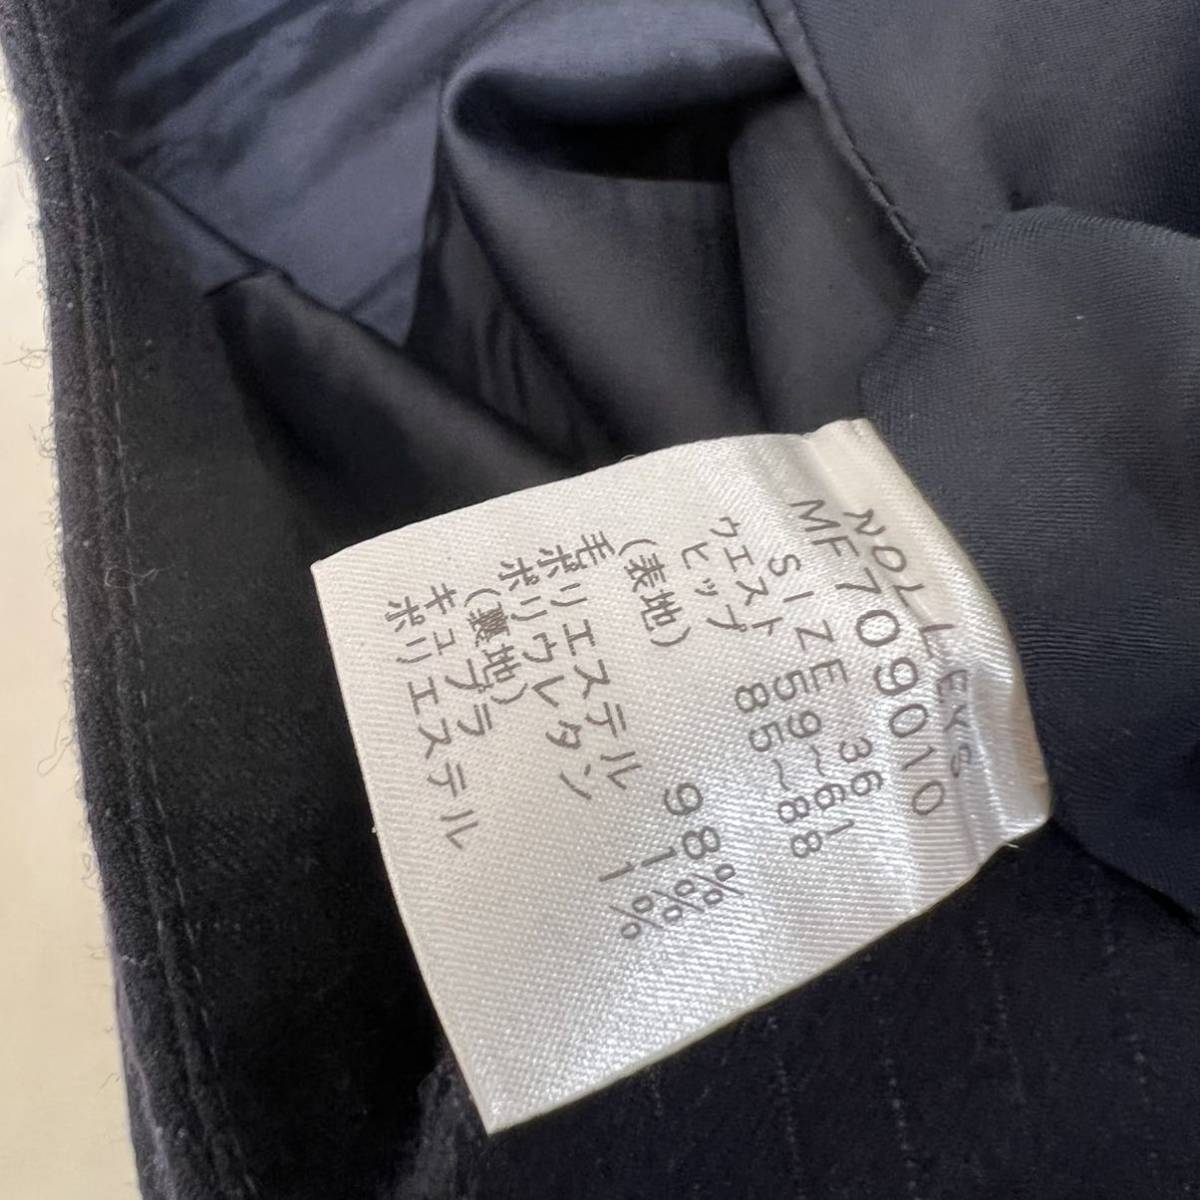 NOLLEYS
MF709010
SIZE 36
ウエスト 59~61
ヒップ 85~88
(表地)
毛 98%
ポリエステル 1%
ポリウレタン 1%
(裏地)
キュプラ
ポリエステル